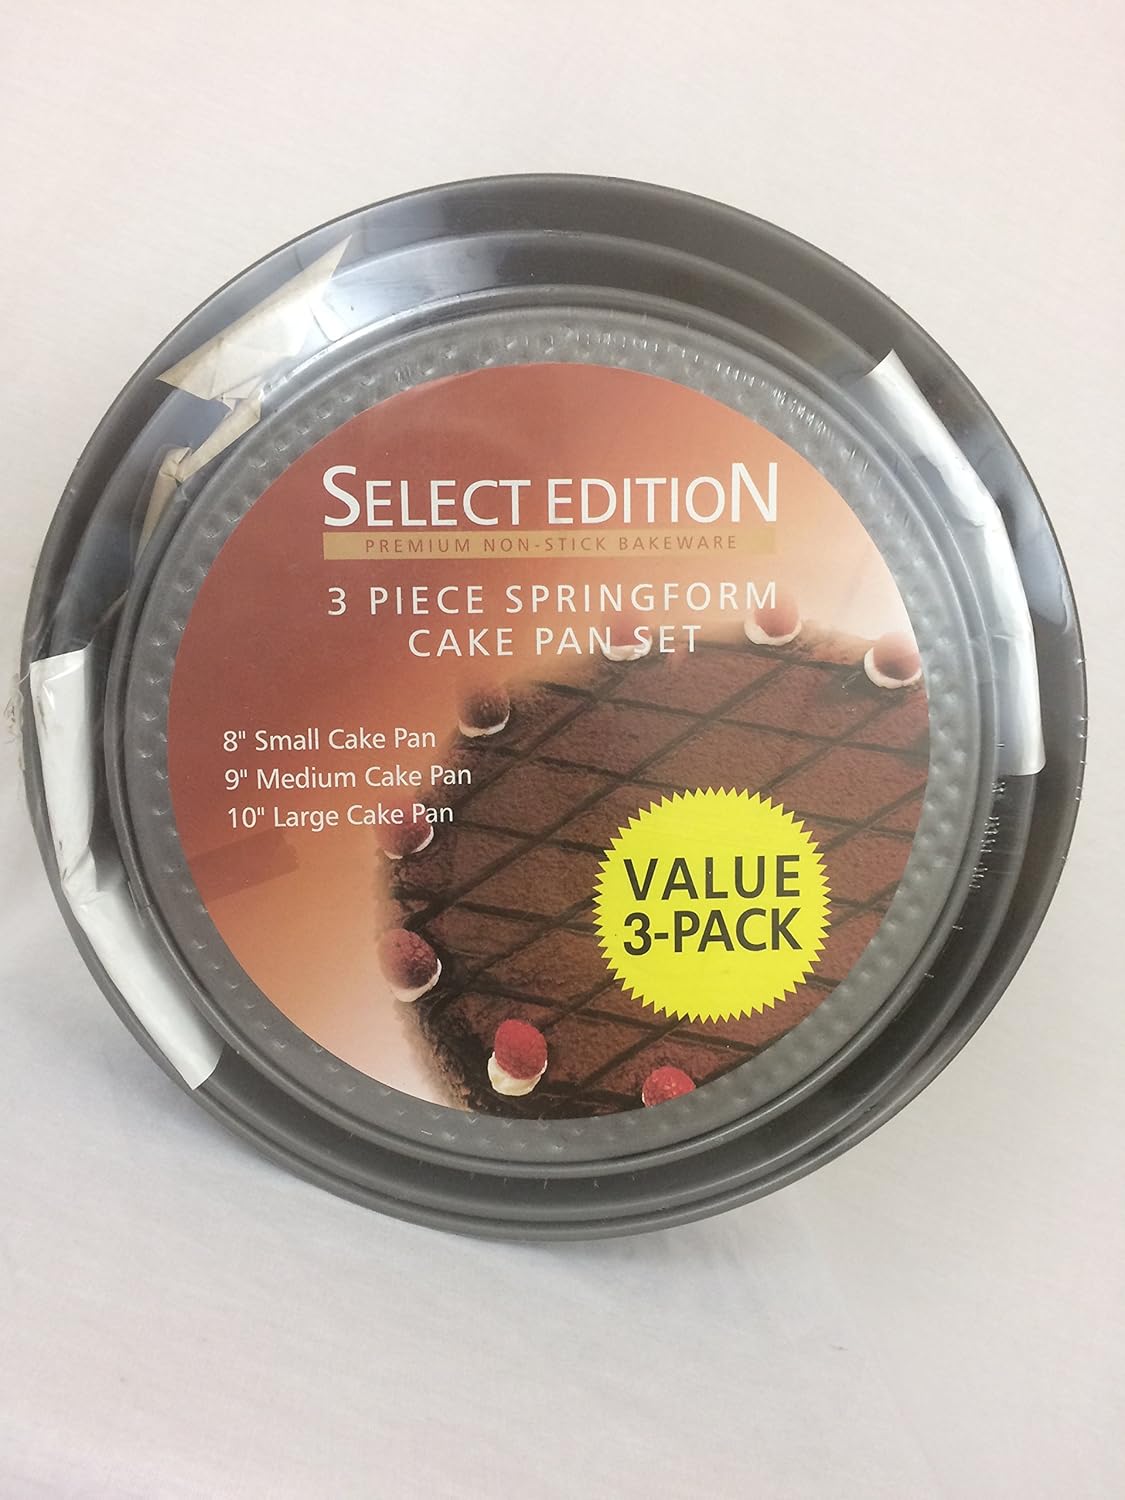 SELECT EDITION
PREMIUM NON-STICK BAKEWARE
3 PIECE SPRINGFORM
CAKE PAN SET
8" Small Cake Pan
9" Medium Cake Pan
10" Large Cake Pan
VALUE
3-PACK